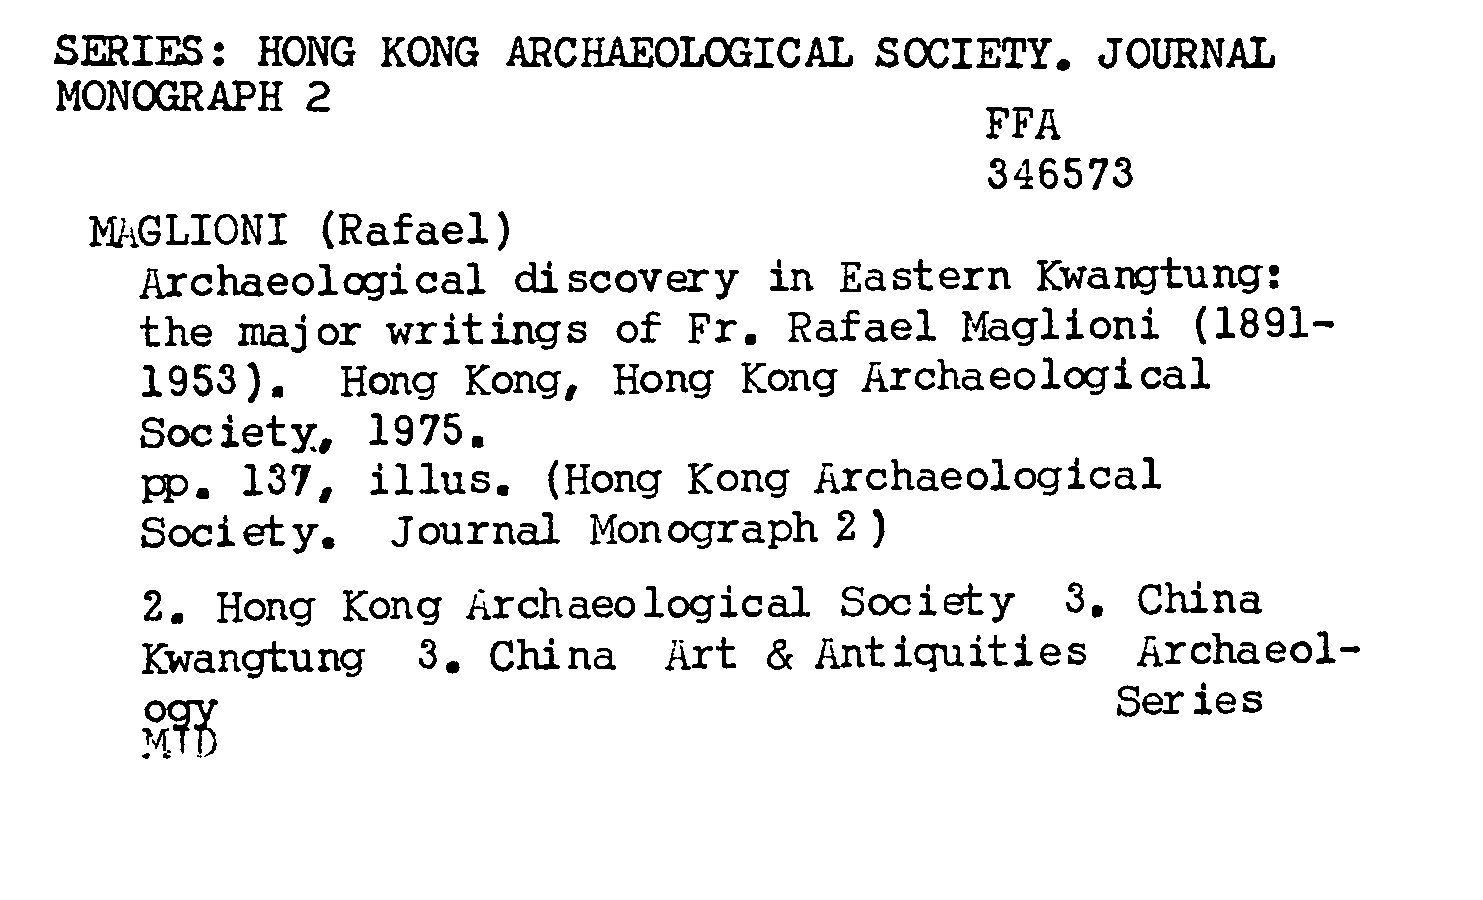 SERIES: HONG KONG ARCHAEOLOGICAL SOCIETY. JOURNAL
MONOGRAPH 2
FFA
346573
MAGLIONI (Rafael)
Archaeological discovery in Eastern Kwangtung:
the major writings of Fr. Rafael Maglioni (1891-
1953). Hong Kong, Hong Kong Archaeological
Society, 1975.
pp. 137, illus. (Hong Kong Archaeological
Society. Journal Monograph 2)
2. Hong Kong Archaeological Society 3. China
Kwangtung 3. China Art & Antiquities Archaeol-
ogy Series